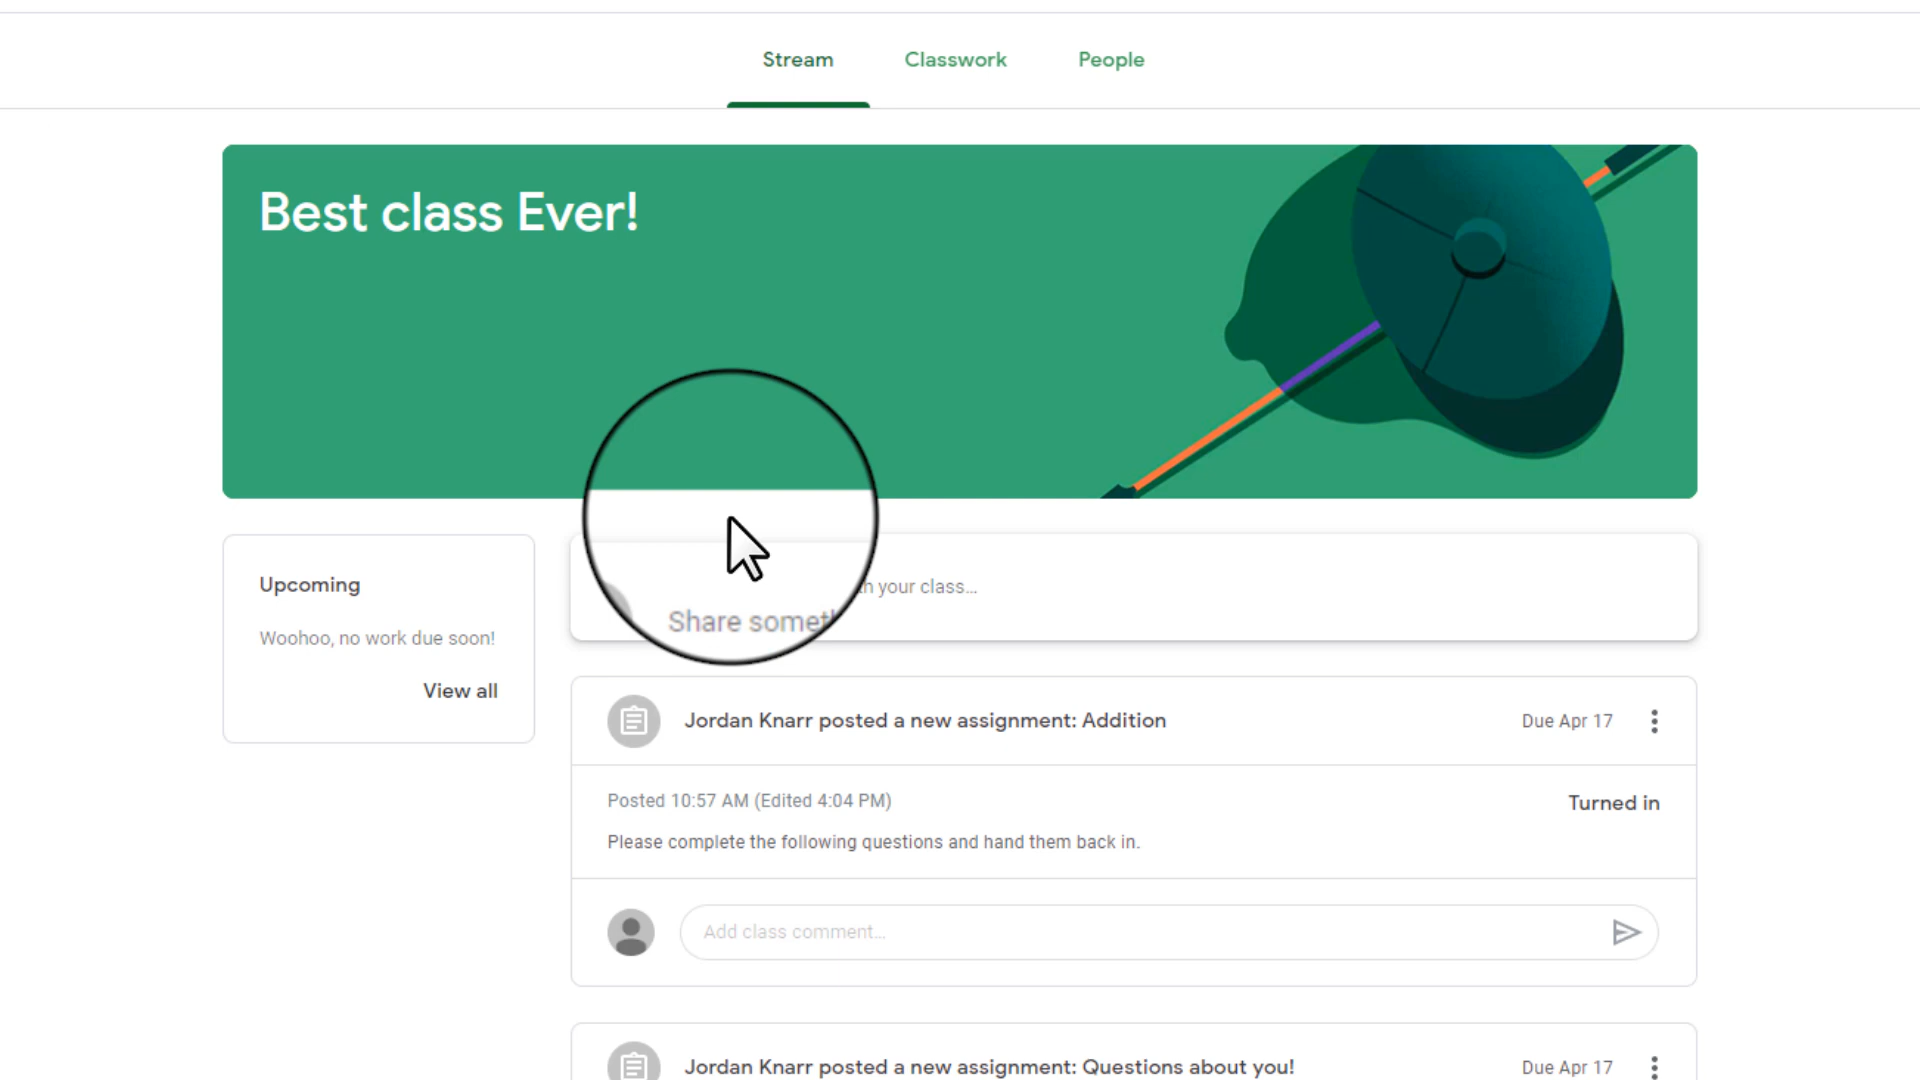 Stream Classwork People
Best class Ever!
Upcoming
Woohoo, no work due soon!
View all
Share somet
your class...
Jordan Knarr posted a new assignment: Addition
Due Apr 17
Posted 10:57 AM (Edited 4:04 PM)
Turned in
Please complete the following questions and hand them back in.
Add class comment...
Jordan Knarr posted a new assignment: Questions about you!
Due Apr 17